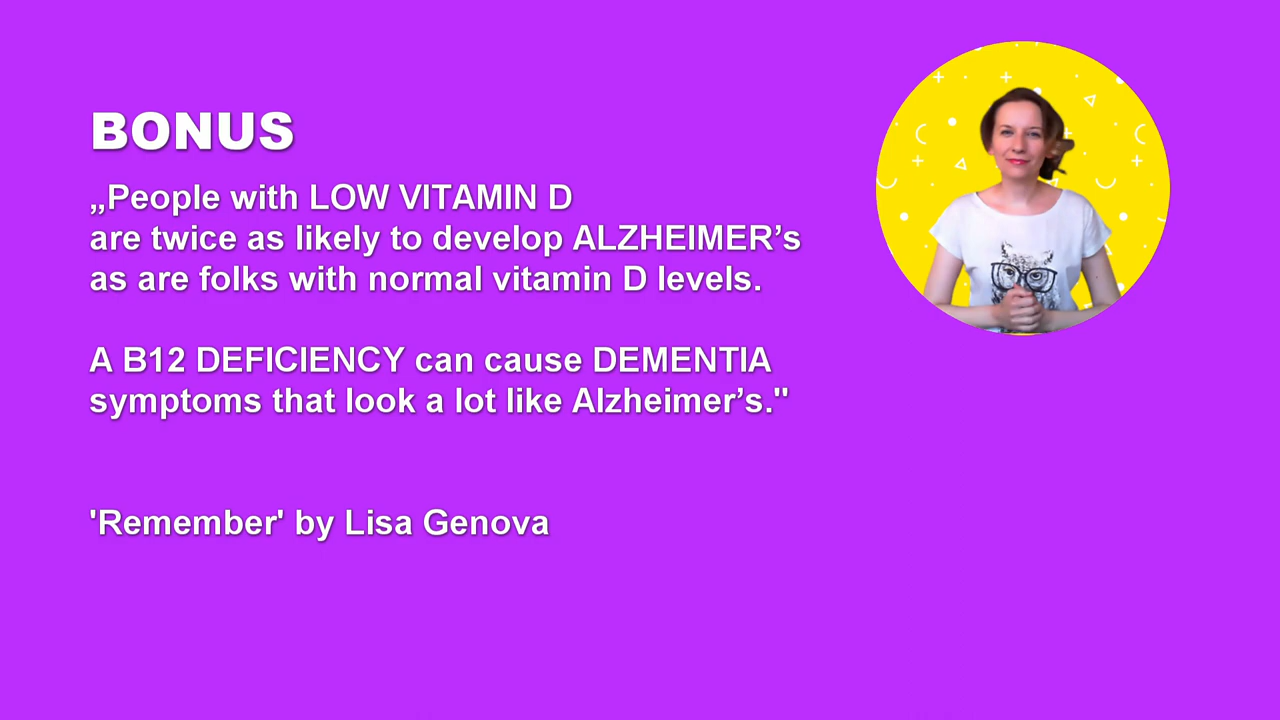 BONUS
„People with LOW VITAMIN D
are twice as likely to develop ALZHEIMER’s
as are folks with normal vitamin D levels.
A B12 DEFICIENCY can cause DEMENTIA
symptoms that look a lot like Alzheimer’s."
'Remember' by Lisa Genova